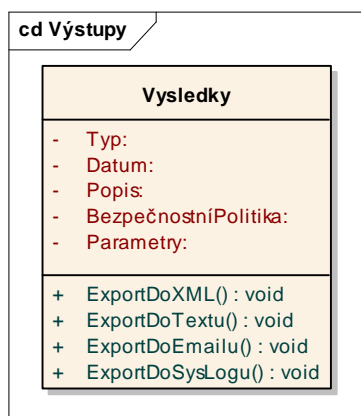 cd Výstupy
Vysledky
- Typ:
- Datum:
- Popis:
- BezpečnostníPolitika:
- Parametry:
+ ExportDoXML() : void
+ ExportDoTextu() : void
+ ExportDoEmailu() : void
+ ExportDoSysLogu() : void